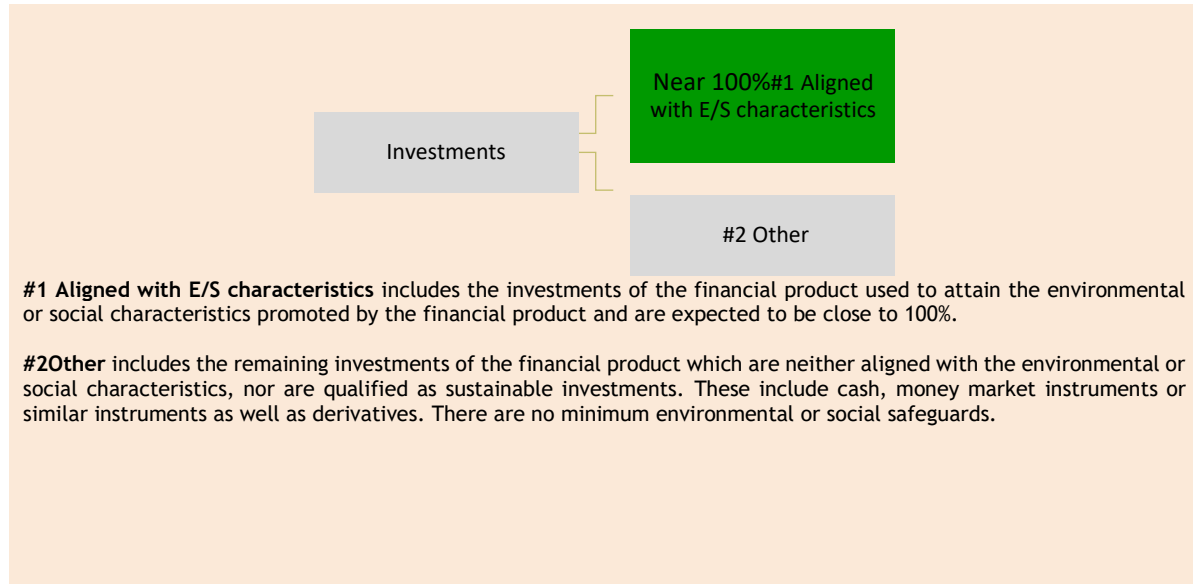 Near 100%#1 Aligned
with E/S characteristics
Investments
#2 Other
#1 Aligned with E/S characteristics includes the investments of the financial product used to attain the environmental
or social characteristics promoted by the financial product and are expected to be close to 100%.
#2Other includes the remaining investments of the financial product which are neither aligned with the environmental or
social characteristics, nor are qualified as sustainable investments. These include cash, money market instruments or
similar instruments as well as derivatives. There are no minimum environmental or social safeguards.